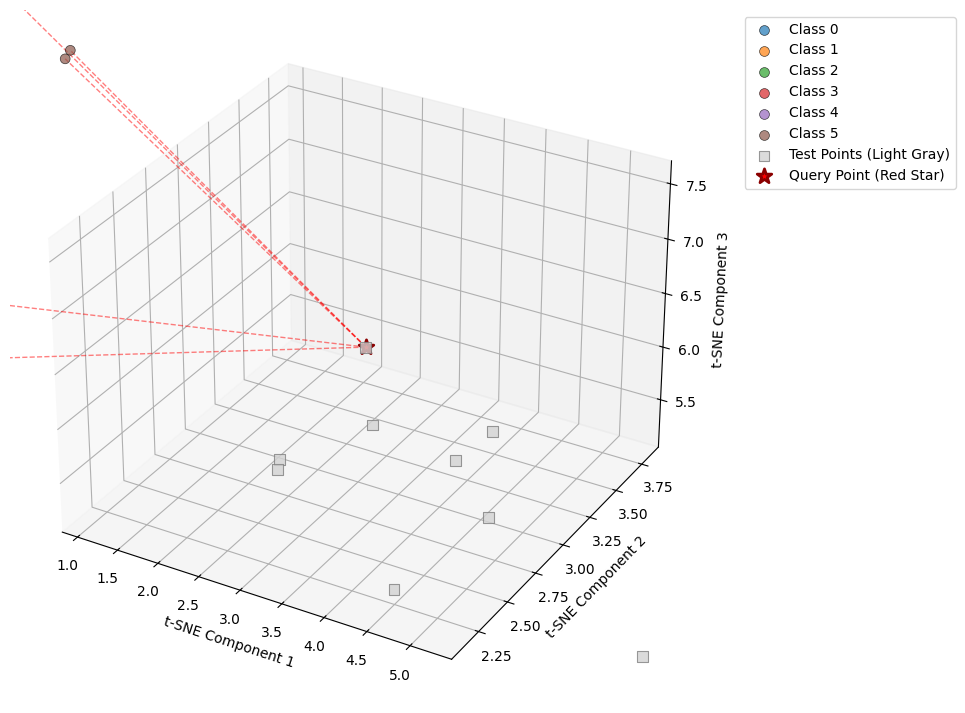 Class 0
Class 1
Class 2
Class 3
Class 4
Class 5
Test Points (Light Gray)
Query Point (Red Star)
7.5
7.0
6.5
6.0
5.5
t-SNE Component 3
3.75
3.50
3.25
3.00
2.75
2.50
2.25
t-SNE Component 2
1.0
1.5
2.0
2.5
3.0
3.5
4.0
4.5
5.0
t-SNE Component 1